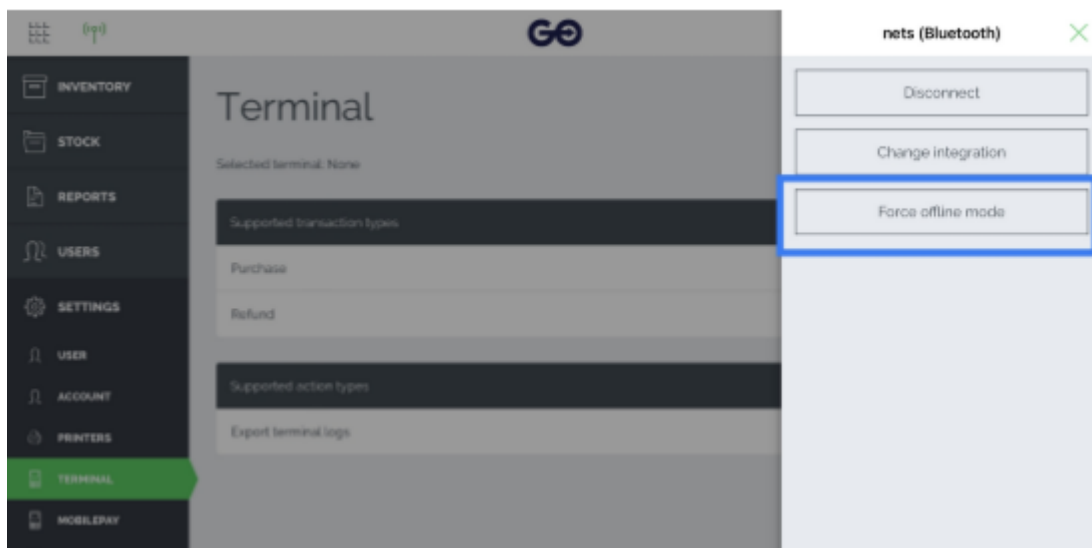 GO
nets (Bluetooth)
INVENTORY
STOCK
REPORTS
USERS
SETTINGS
USER
ACCOUNT
PRINTERS
TERMINAL
MOBILEPAY
Terminal
Selected terminal: None
Supported transaction types
Purchase
Refund
Supported action types
Export terminal logs
Disconnect
Change integration
Force offline mode